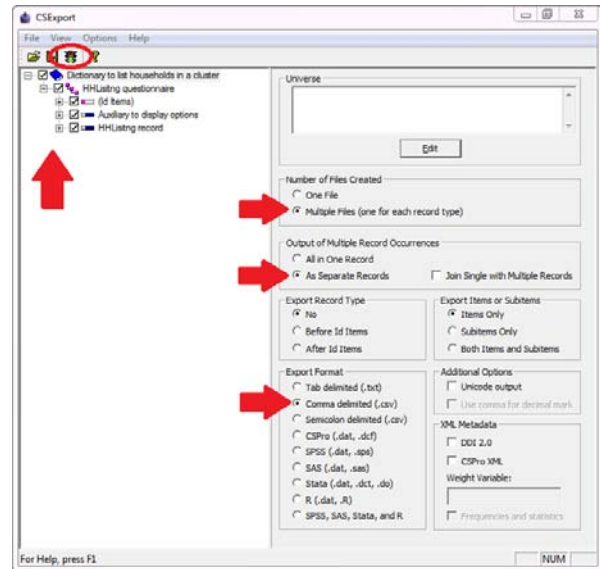 CSExport
File View Options Help
Dictionary to list households in a cluster
HHListng questionnaire
(Id Items)
Auxliary to display options
HHListng record
Universe
Edit
Number of Files Created
One File
Multiple Files (one for each record type)
Output of Multiple Record Occurrences
All in One Record
As Separate Records
Join Single with Multiple Records
Export Record Type
No
Before Id Items
After Id Items
Export Items or Subitems
Items Only
Subitems Only
Both Items and Subitems
Export Format
Tab delimited (.txt)
Comma delimited (.csv)
Semicolon delimited (.csv)
CSPro (.dat, .dcf)
SPSS (.dat, .sps)
SAS (.dat, .sas)
Stata (.dat, .dct, .do)
R (.dat, .R)
SPSS, SAS, Stata, and R
Additional Options
Unicode output
Use comma for decimal mark
XML Metadata
DDI 2.0
CSPro XML
Weight Variable:
Frequencies and statistics
For Help, press F1
NUM